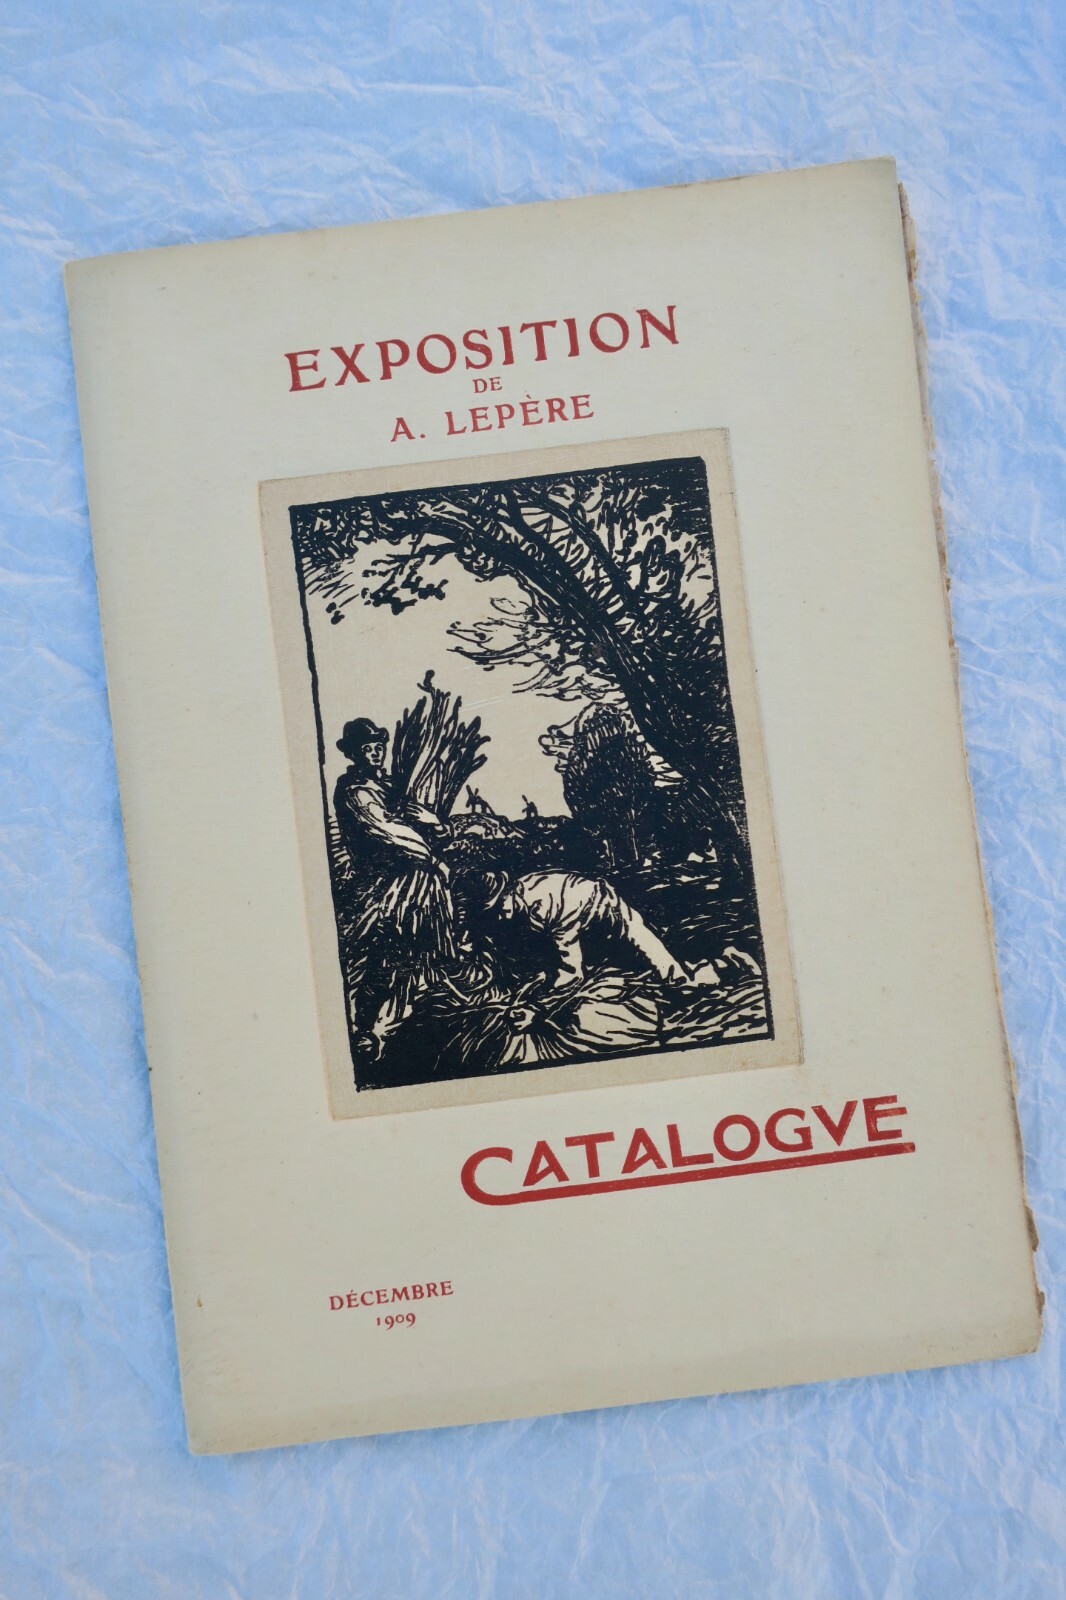 EXPOSITION
DE
A. LEPÈRE
CATALOGVE
DÉCEMBRE
1909